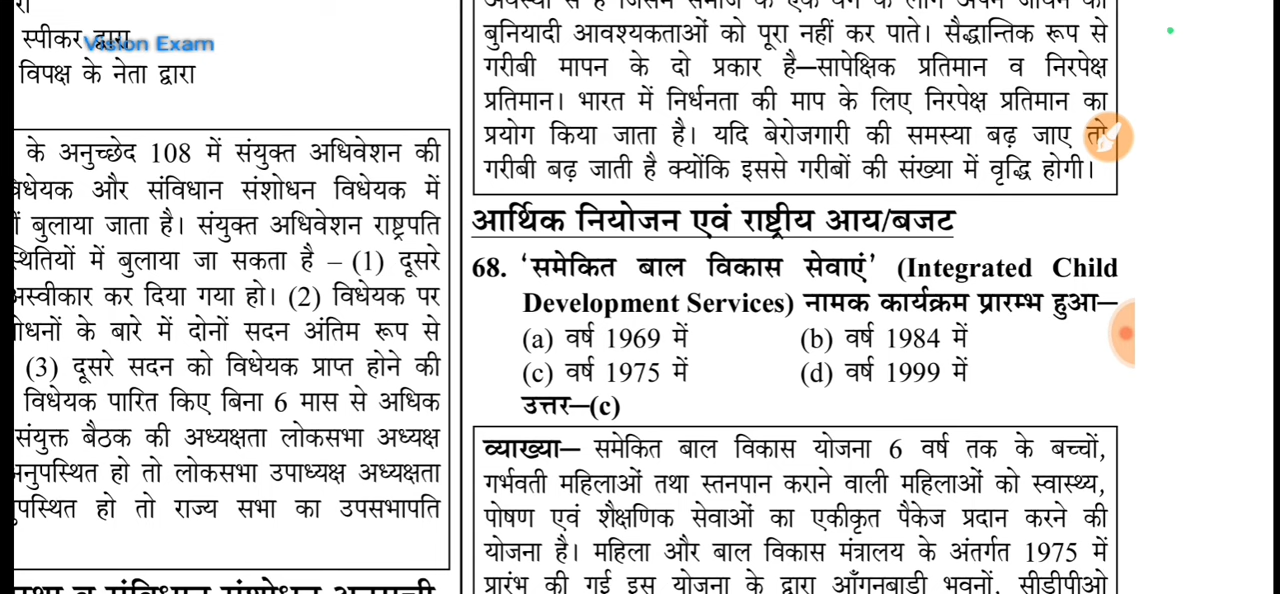 स्पीकर द्वारा
Vision Exam
विपक्ष के नेता द्वारा
के अनुच्छेद 108 में संयुक्त अधिवेशन की
और संविधान संशोधन विधेयक में
बुलाया जाता है। संयुक्त अधिवेशन राष्ट्रपति
में बुलाया जा सकता है – (1) दूसरे
कर दिया गया हो। (2) विधेयक पर
के बारे में दोनों सदन अंतिम रूप से
(3) दूसरे सदन को विधेयक प्राप्त होने की
विधेयक पारित किए बिना 6 मास से अधिक
संयुक्त बैठक की अध्यक्षता लोकसभा अध्यक्ष
हो तो लोकसभा उपाध्यक्ष अध्यक्षता
हो तो राज्य सभा का उपसभापति
बुनियादी आवश्यकताओं को पूरा नहीं कर पाते। सैद्धान्तिक रूप से
गरीबी मापन के दो प्रकार है–सापेक्षिक प्रतिमान व निरपेक्ष
प्रतिमान। भारत में निर्धनता की माप के लिए निरपेक्ष प्रतिमान का
प्रयोग किया जाता है। यदि बेरोजगारी की समस्या बढ़ जाए तो
गरीबी बढ़ जाती है क्योंकि इससे गरीबों की संख्या में वृद्धि होगी।
आर्थिक नियोजन एवं राष्ट्रीय आय/बजट
68. ‘समेकित बाल विकास सेवाएं’ (Integrated Child
Development Services) नामक कार्यक्रम प्रारम्भ हुआ–
(a) वर्ष 1969 में (b) वर्ष 1984 में
(c) वर्ष 1975 में (d) वर्ष 1999 में
उत्तर–(c)
व्याख्या– समेकित बाल विकास योजना 6 वर्ष तक के बच्चों,
गर्भवती महिलाओं तथा स्तनपान कराने वाली महिलाओं को स्वास्थ्य,
पोषण एवं शैक्षणिक सेवाओं का एकीकृत पैकेज प्रदान करने की
योजना है। महिला और बाल विकास मंत्रालय के अंतर्गत 1975 में
प्रारंभ की गई इस योजना के द्वारा आँगनबाड़ी भवनों, सीडीपीओ